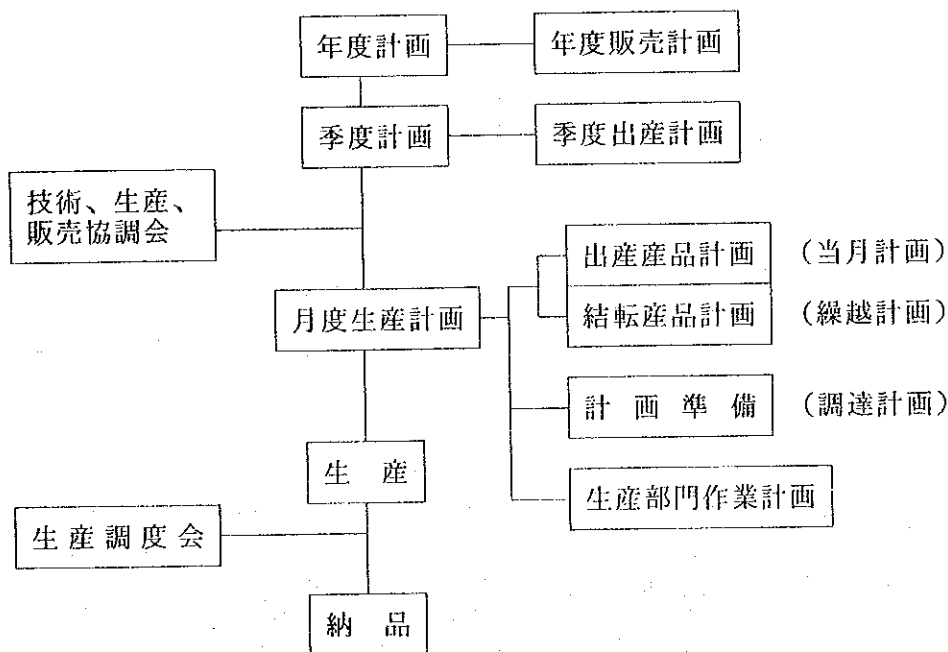 年度計画
年度販売計画
季度計画
季度出産計画
技術、生産、
販売協調会
出産産品計画
(当月計画)
月度生産計画
結転産品計画
(繰越計画)
計画準備
(調達計画)
生産
生産部門作業計画
生産調度会
納品